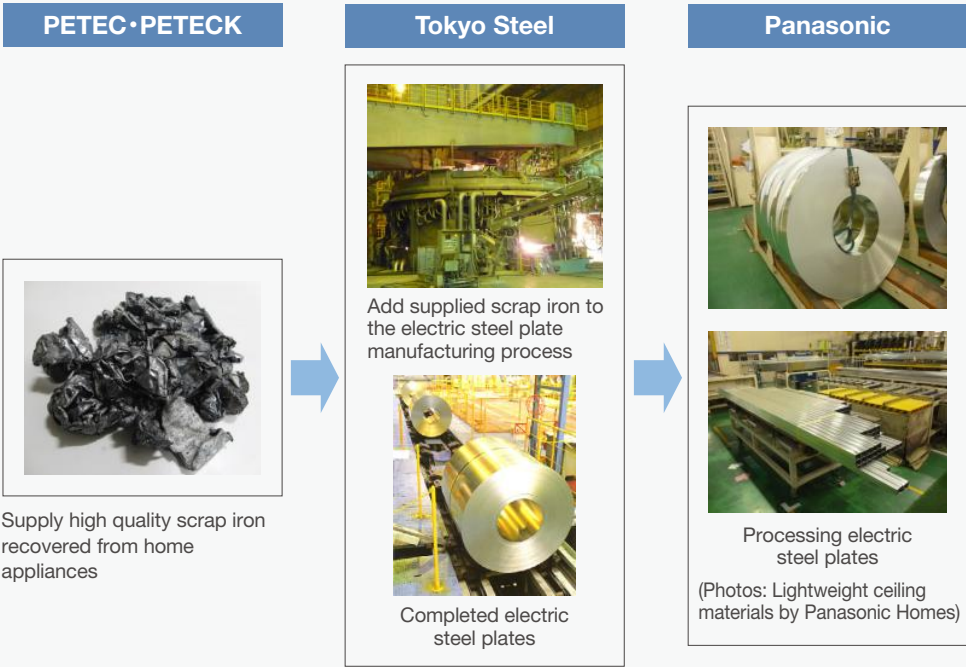 PETEC•PETECK
Supply high quality scrap iron
recovered from home
appliances
Tokyo Steel
Add supplied scrap iron to
the electric steel plate
manufacturing process
Completed electric
steel plates
Panasonic
Processing electric
steel plates
(Photos: Lightweight ceiling
materials by Panasonic Homes)